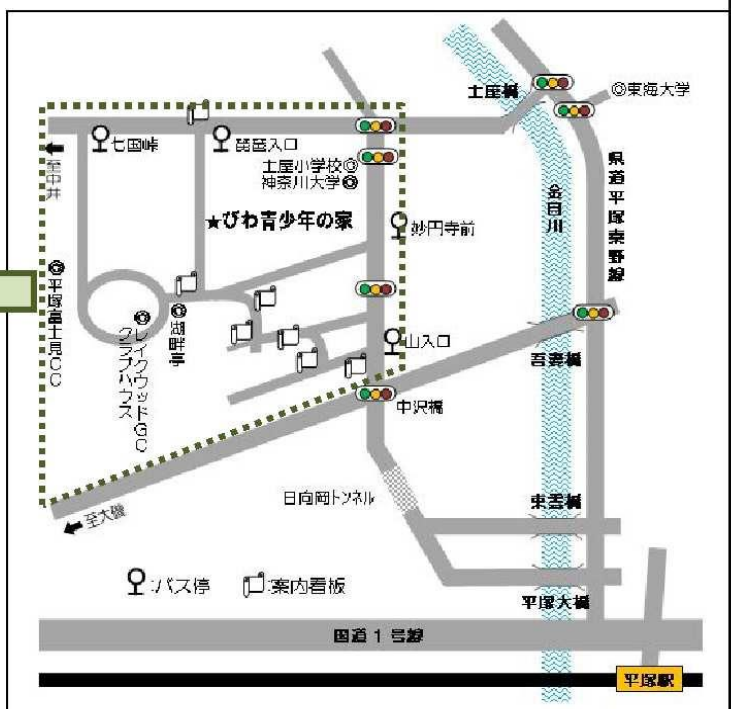 土屋橋
◎東海大学
七国峠
琵琶入口
土屋小学校◎
神奈川大学◎
←至中井
★びわ青少年の家
妙円寺前
金目川
県道平塚秦野線
◎平塚富士見CC
◎レイクウッドGC
クラブハウス
◎湖畔亭
山入口
吾妻橋
中沢橋
日向岡トンネル
←至大磯
東雲橋
:バス停
:案内看板
平塚大橋
国道1号線
平塚駅